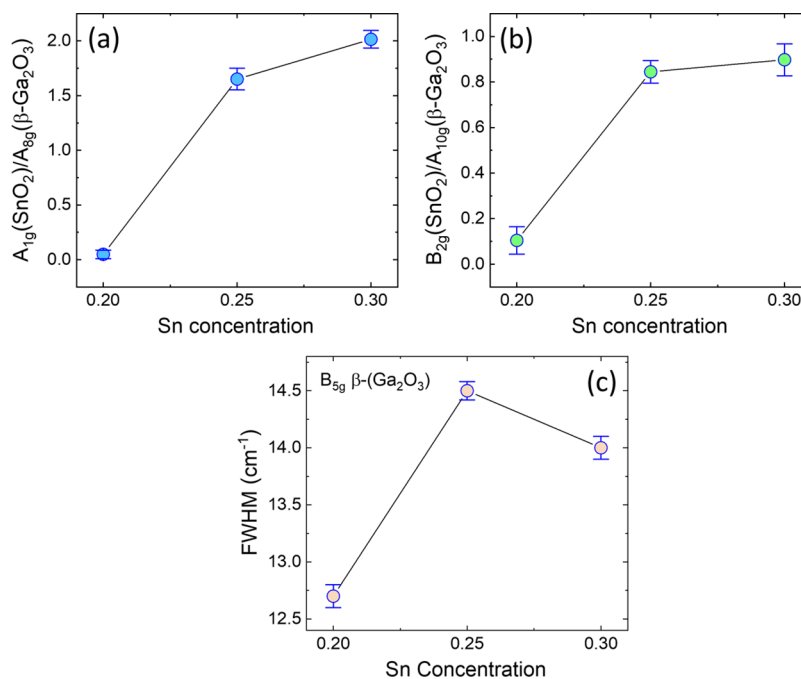 (a)
A1g(SnO2)/A8g(β-Ga2O3)
2.0
1.5
1.0
0.5
0.0
0.20 0.25 0.30
Sn concentration
(b)
B2g(SnO2)/A10g(β-Ga2O3)
1.0
0.8
0.6
0.4
0.2
0.0
0.20 0.25 0.30
Sn concentration
B5g β-(Ga2O3)
(c)
FWHM (cm-1)
14.5
14.0
13.5
13.0
12.5
0.20 0.25 0.30
Sn Concentration